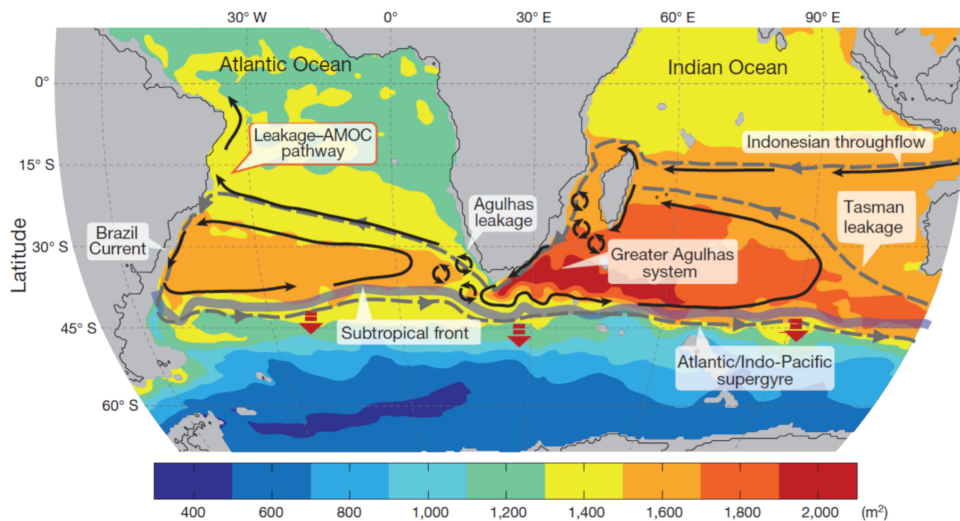 30° W
0°
30° E
60° E
90° E
Atlantic Ocean
Indian Ocean
0°
Leakage–AMOC
pathway
Indonesian throughflow
15° S
Agulhas
leakage
Tasman
leakage
Brazil
Current
30° S
Greater Agulhas
system
Latitude
45° S
Subtropical front
Atlantic/Indo-Pacific
supergyre
60° S
400
600
800
1,000
1,200
1,400
1,600
1,800
2,000
(m²)